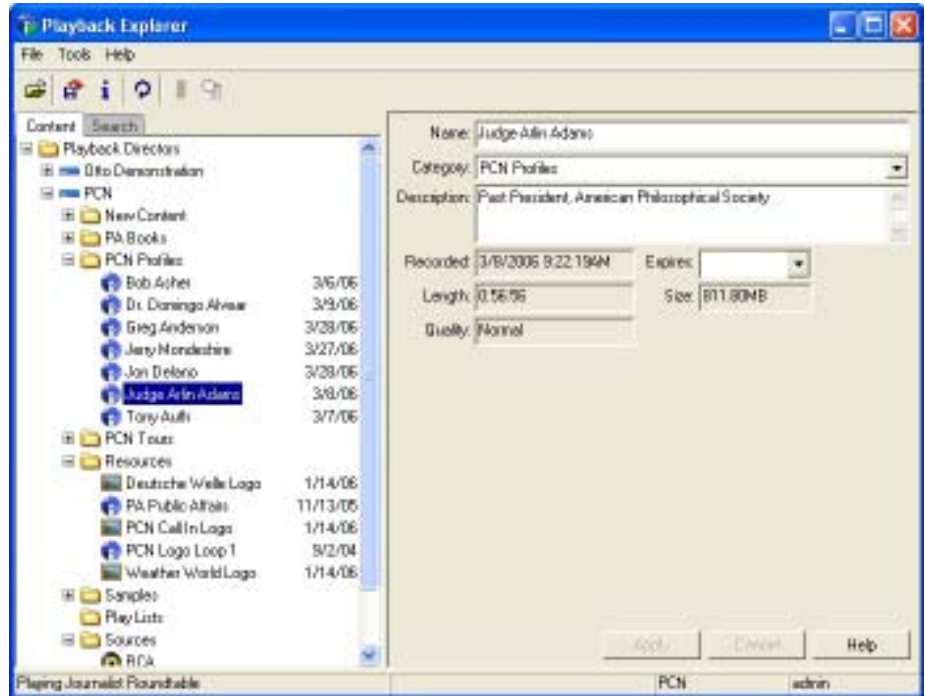 Playback Explorer
File Tools Help
Content Search
Playback Directors
Otto Demonstration
PCN
New Content
PA Books
PCN Profiles
Bob Asher 3/6/06
Dr. Domingo Alvear 3/9/06
Greg Anderson 3/28/06
Jerry Mondeshire 3/27/06
Jon Delano 3/28/06
Judge Arlin Adams 3/8/06
Tony Auth 3/7/06
PCN Tours
Resources
Deutsche Welle Logo 1/14/06
PA Public Affairs 11/13/05
PCN Call In Logo 1/14/06
PCN Logo Loop 1 9/2/04
Weather World Logo 1/14/06
Samples
Play Lists
Sources
RCA
Name: Judge Arlin Adams
Category: PCN Profiles
Description: Past President, American Philosophical Society
Recorded: 3/8/2006 9:22:19AM Expires:
Length: 0:56:56 Size: 811.80MB
Quality: Normal
Apply Cancel Help
Playing Journalist Roundtable PCN admin